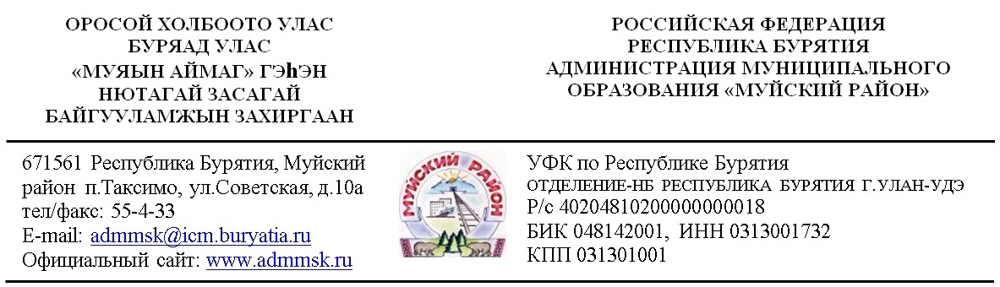 ОРОСОЙ ХОЛБООТО УЛАС
БУРЯАД УЛАС
«МУЯЫН АЙМАГ» ГЭhЭН
НЮТАГАЙ ЗАСАГАЙ
БАЙГУУЛАМЖЫН ЗАХИРГААН
РОССИЙСКАЯ ФЕДЕРАЦИЯ
РЕСПУБЛИКА БУРЯТИЯ
АДМИНИСТРАЦИЯ МУНИЦИПАЛЬНОГО
ОБРАЗОВАНИЯ «МУЙСКИЙ РАЙОН»
671561 Республика Бурятия, Муйский
район п.Таксимо, ул.Советская, д.10а
тел/факс: 55-4-33
E-mail: admmsk@icm.buryatia.ru
Официальный сайт: www.admmsk.ru
МУЙСКИЙ РАЙОН
УФК по Республике Бурятия
ОТДЕЛЕНИЕ-НБ РЕСПУБЛИКА БУРЯТИЯ Г.УЛАН-УДЭ
Р/с 40204810200000000018
БИК 048142001, ИНН 0313001732
КПП 031301001